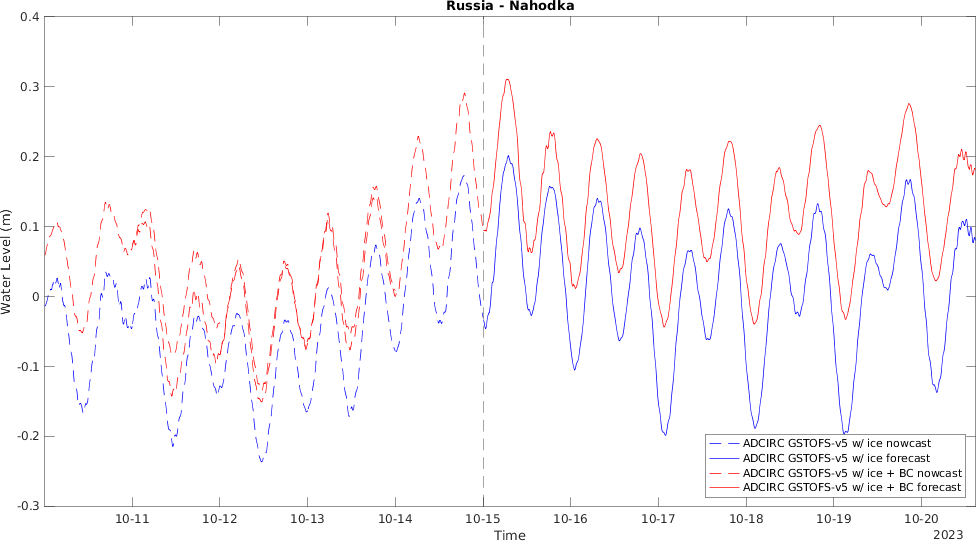 Russia - Nahodka
0.4
0.3
0.2
0.1
0
-0.1
-0.2
-0.3
Water Level (m)
ADCIRC GSTOFS-v5 w/ ice nowcast
ADCIRC GSTOFS-v5 w/ ice forecast
ADCIRC GSTOFS-v5 w/ ice + BC nowcast
ADCIRC GSTOFS-v5 w/ ice + BC forecast
10-11 10-12 10-13 10-14 10-15 10-16 10-17 10-18 10-19 10-20
Time
2023